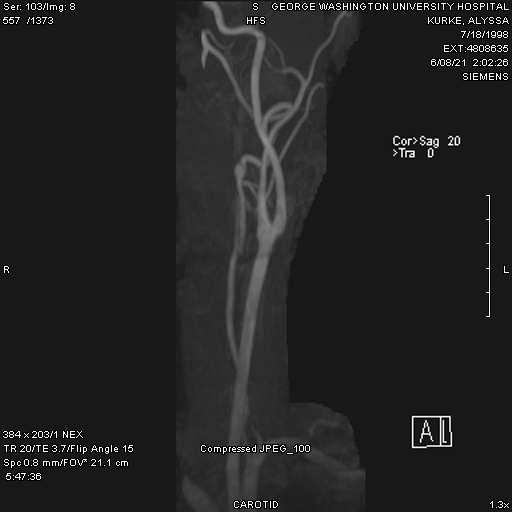 Ser: 103/Img: 8
557 /1373
S
HFS
GEORGE WASHINGTON UNIVERSITY HOSPITAL
KURKE, ALYSSA
7/18/1998
EXT:4808635
6/08/21 2:02:26
SIEMENS
Cor>Sag 20
>Tra 0
R
L
384 x 203/1 NEX
TR 20/TE 3.7/Flip Angle 15
Spc 0.8 mm/FOV* 21.1 cm
5:47:36
Compressed JPEG_100
AL
CAROTID
1.3x